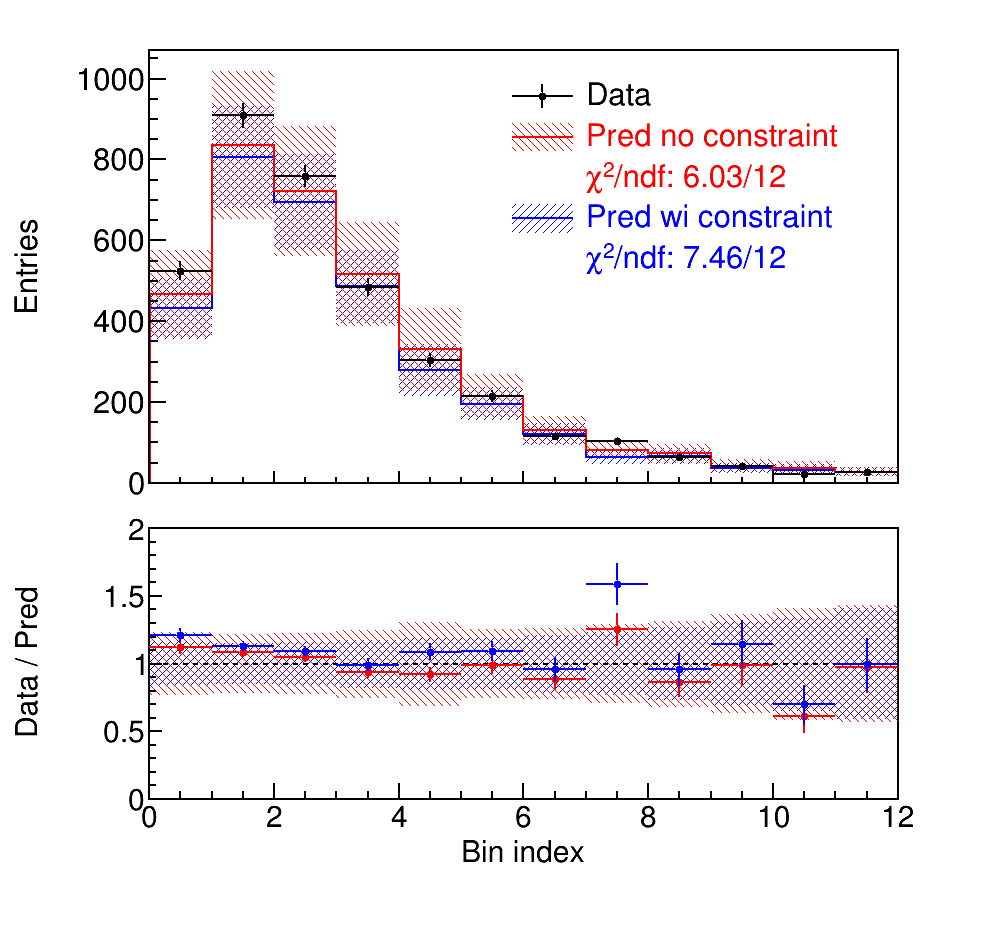 1000
800
600
400
200
0
Entries
Data
Pred no constraint
χ²/ndf: 6.03/12
Pred wi constraint
χ²/ndf: 7.46/12
2
1.5
1
0.5
0
Data / Pred
0 2 4 6 8 10 12
Bin index